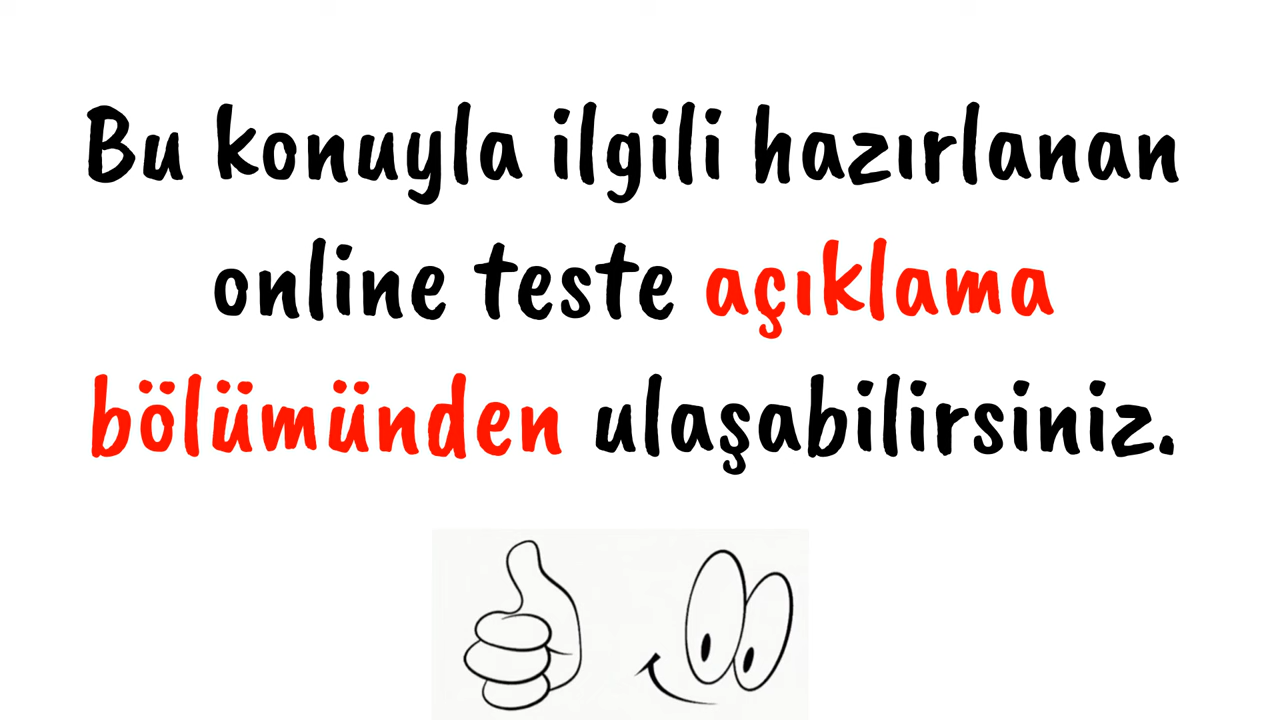 Bu konuyla ilgili hazırlanan
online teste açıklama
bölümünden ulaşabilirsiniz.